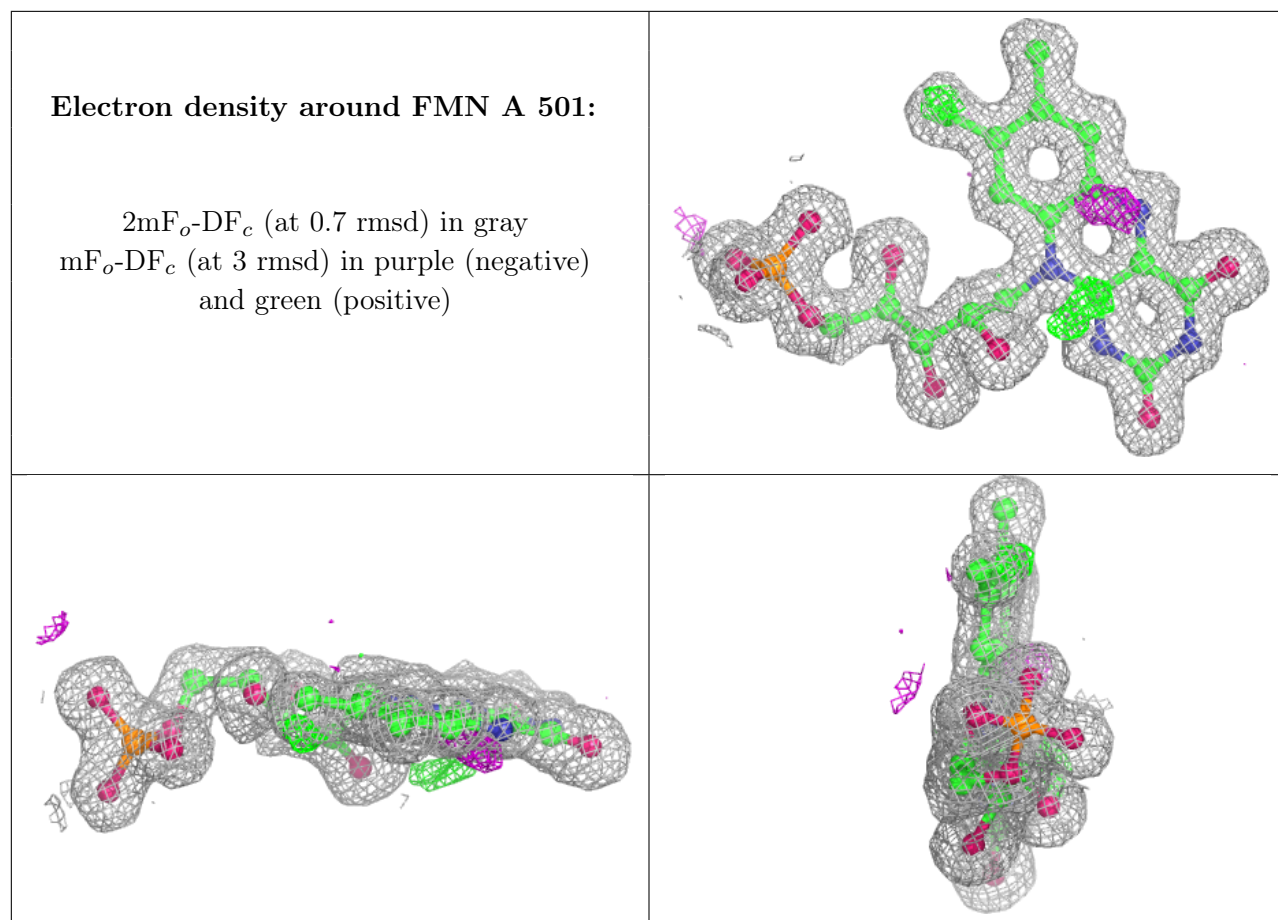 Electron density around FMN A 501:
2mFo-DFc (at 0.7 rmsd) in gray
mFo-DFc (at 3 rmsd) in purple (negative)
and green (positive)